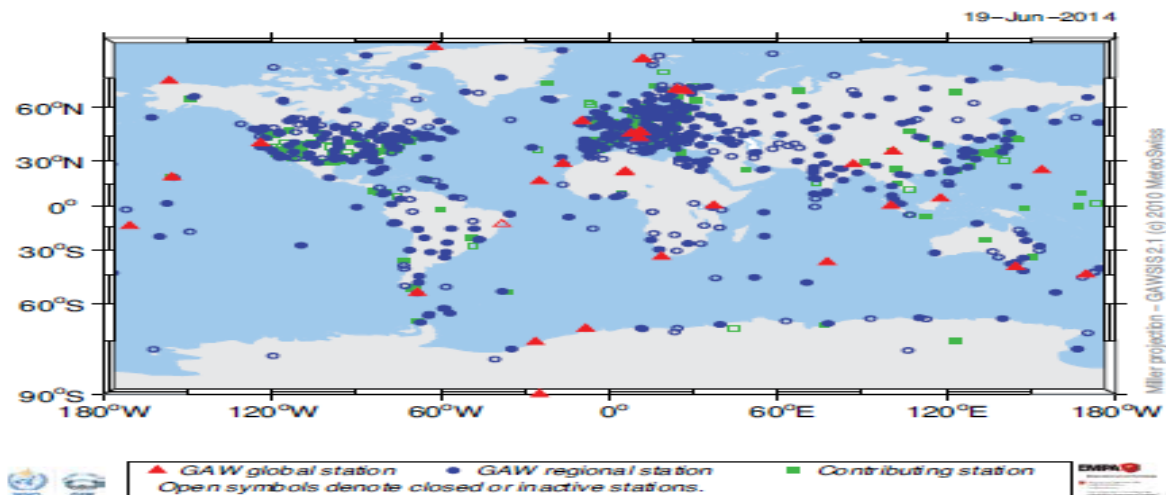 19-Jun-2014
60°N
30°N
0°
30°S
60°S
90°S
180°W 120°W 60°W 0° 60°E 120°E 180°W
Miller projection - GAWSIS 2.1 (c) 2010 MeteoSwiss
GAW global station GAW regional station Contributing station
Open symbols denote closed or inactive stations.
EMPA